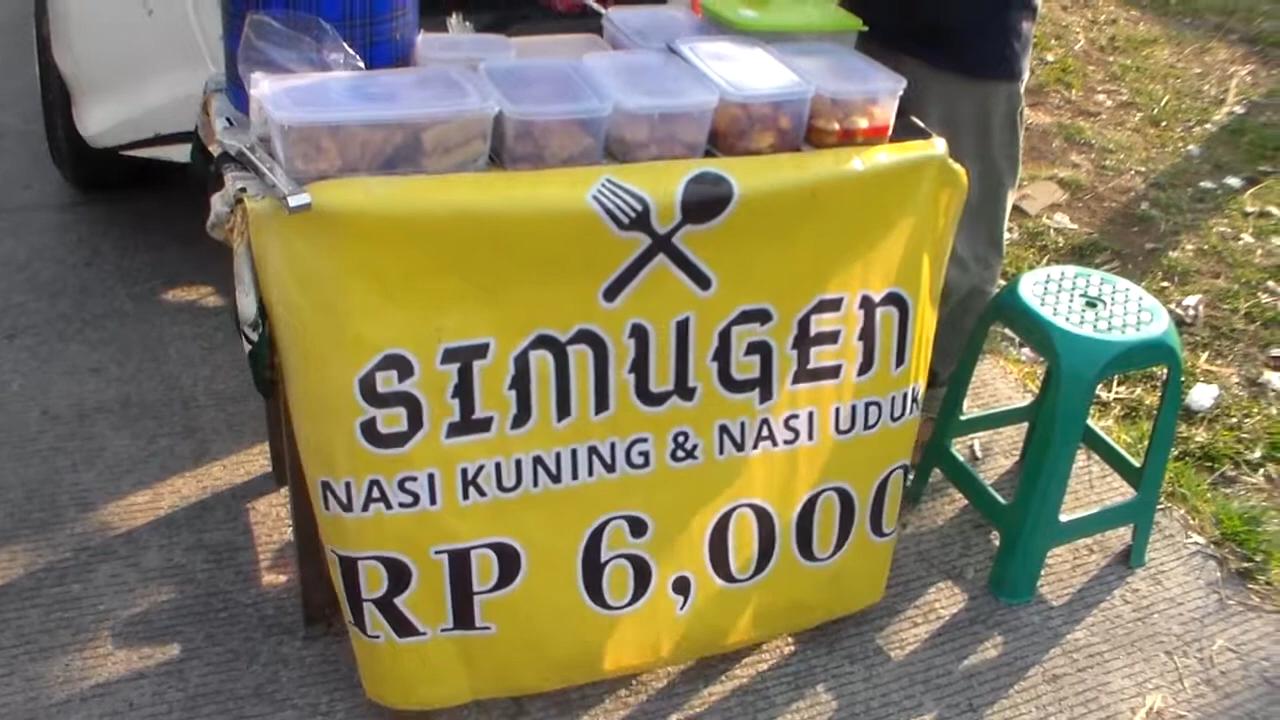 SIMUGEN
NASI KUNING & NASI UDUK
RP 6,000